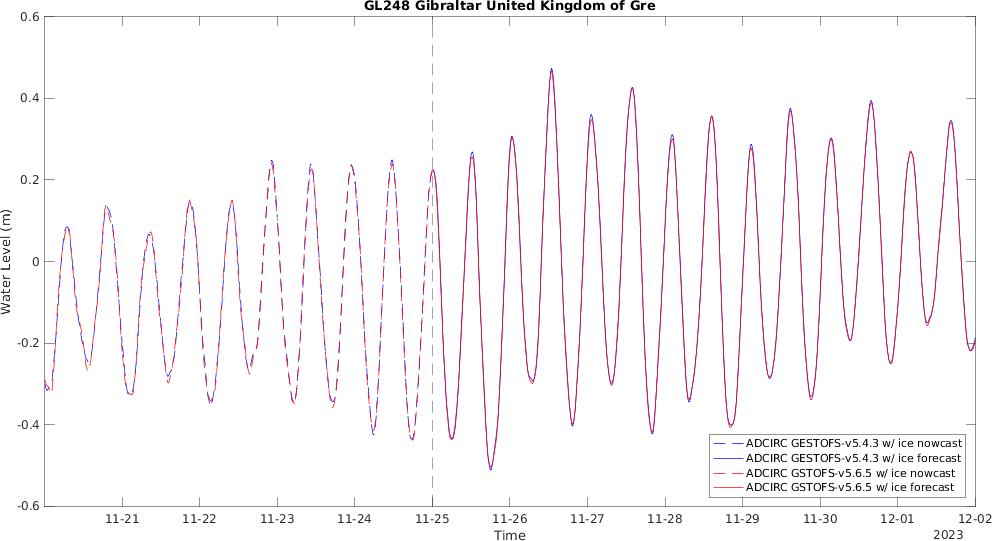 GL248 Gibraltar United Kingdom of Gre
0.6
0.4
0.2
0
-0.2
-0.4
-0.6
Water Level (m)
ADCIRC GESTOFS-v5.4.3 w/ ice nowcast
ADCIRC GESTOFS-v5.4.3 w/ ice forecast
ADCIRC GSTOFS-v5.6.5 w/ ice nowcast
ADCIRC GSTOFS-v5.6.5 w/ ice forecast
11-21 11-22 11-23 11-24 11-25 11-26 11-27 11-28 11-29 11-30 12-01 12-02
Time
2023